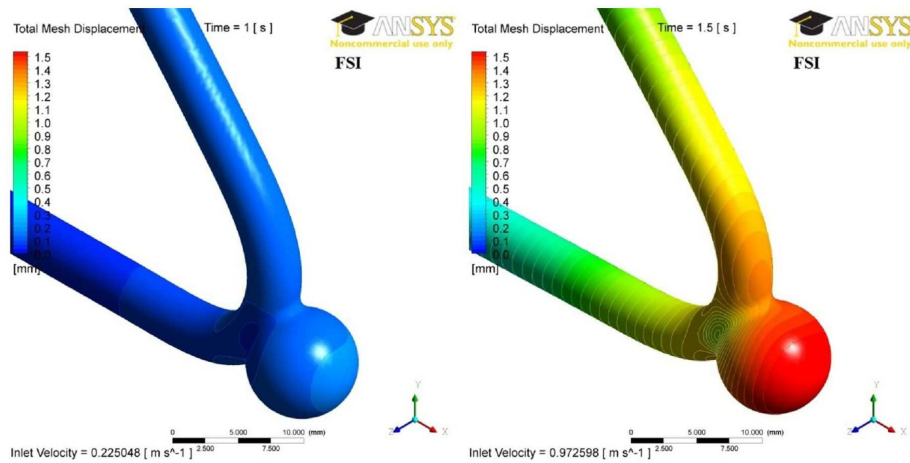 Total Mesh Displacement
Time = 1 [ s ]
ANSYS
Noncommercial use only
FSI
1.5
1.4
1.3
1.2
1.1
1.0
0.9
0.8
0.7
0.6
0.5
0.4
0.3
0.2
0.1
0.0
[mm]
Y
Z
X
0 5.000 10.000 (mm)
2.500 7.500
Inlet Velocity = 0.225048 [ m s^-1 ]
Total Mesh Displacement
Time = 1.5 [ s ]
ANSYS
Noncommercial use only
FSI
1.5
1.4
1.3
1.2
1.1
1.0
0.9
0.8
0.7
0.6
0.5
0.4
0.3
0.2
0.1
0.0
[mm]
Y
Z
X
0 5.000 10.000 (mm)
2.500 7.500
Inlet Velocity = 0.972598 [ m s^-1 ]